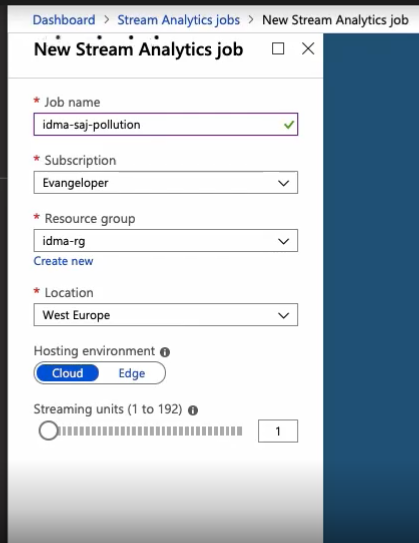 Dashboard > Stream Analytics jobs > New Stream Analytics job
New Stream Analytics job
* Job name
idma-saj-pollution
* Subscription
Evangeloper
* Resource group
idma-rg
Create new
* Location
West Europe
Hosting environment
Cloud Edge
Streaming units (1 to 192)
1